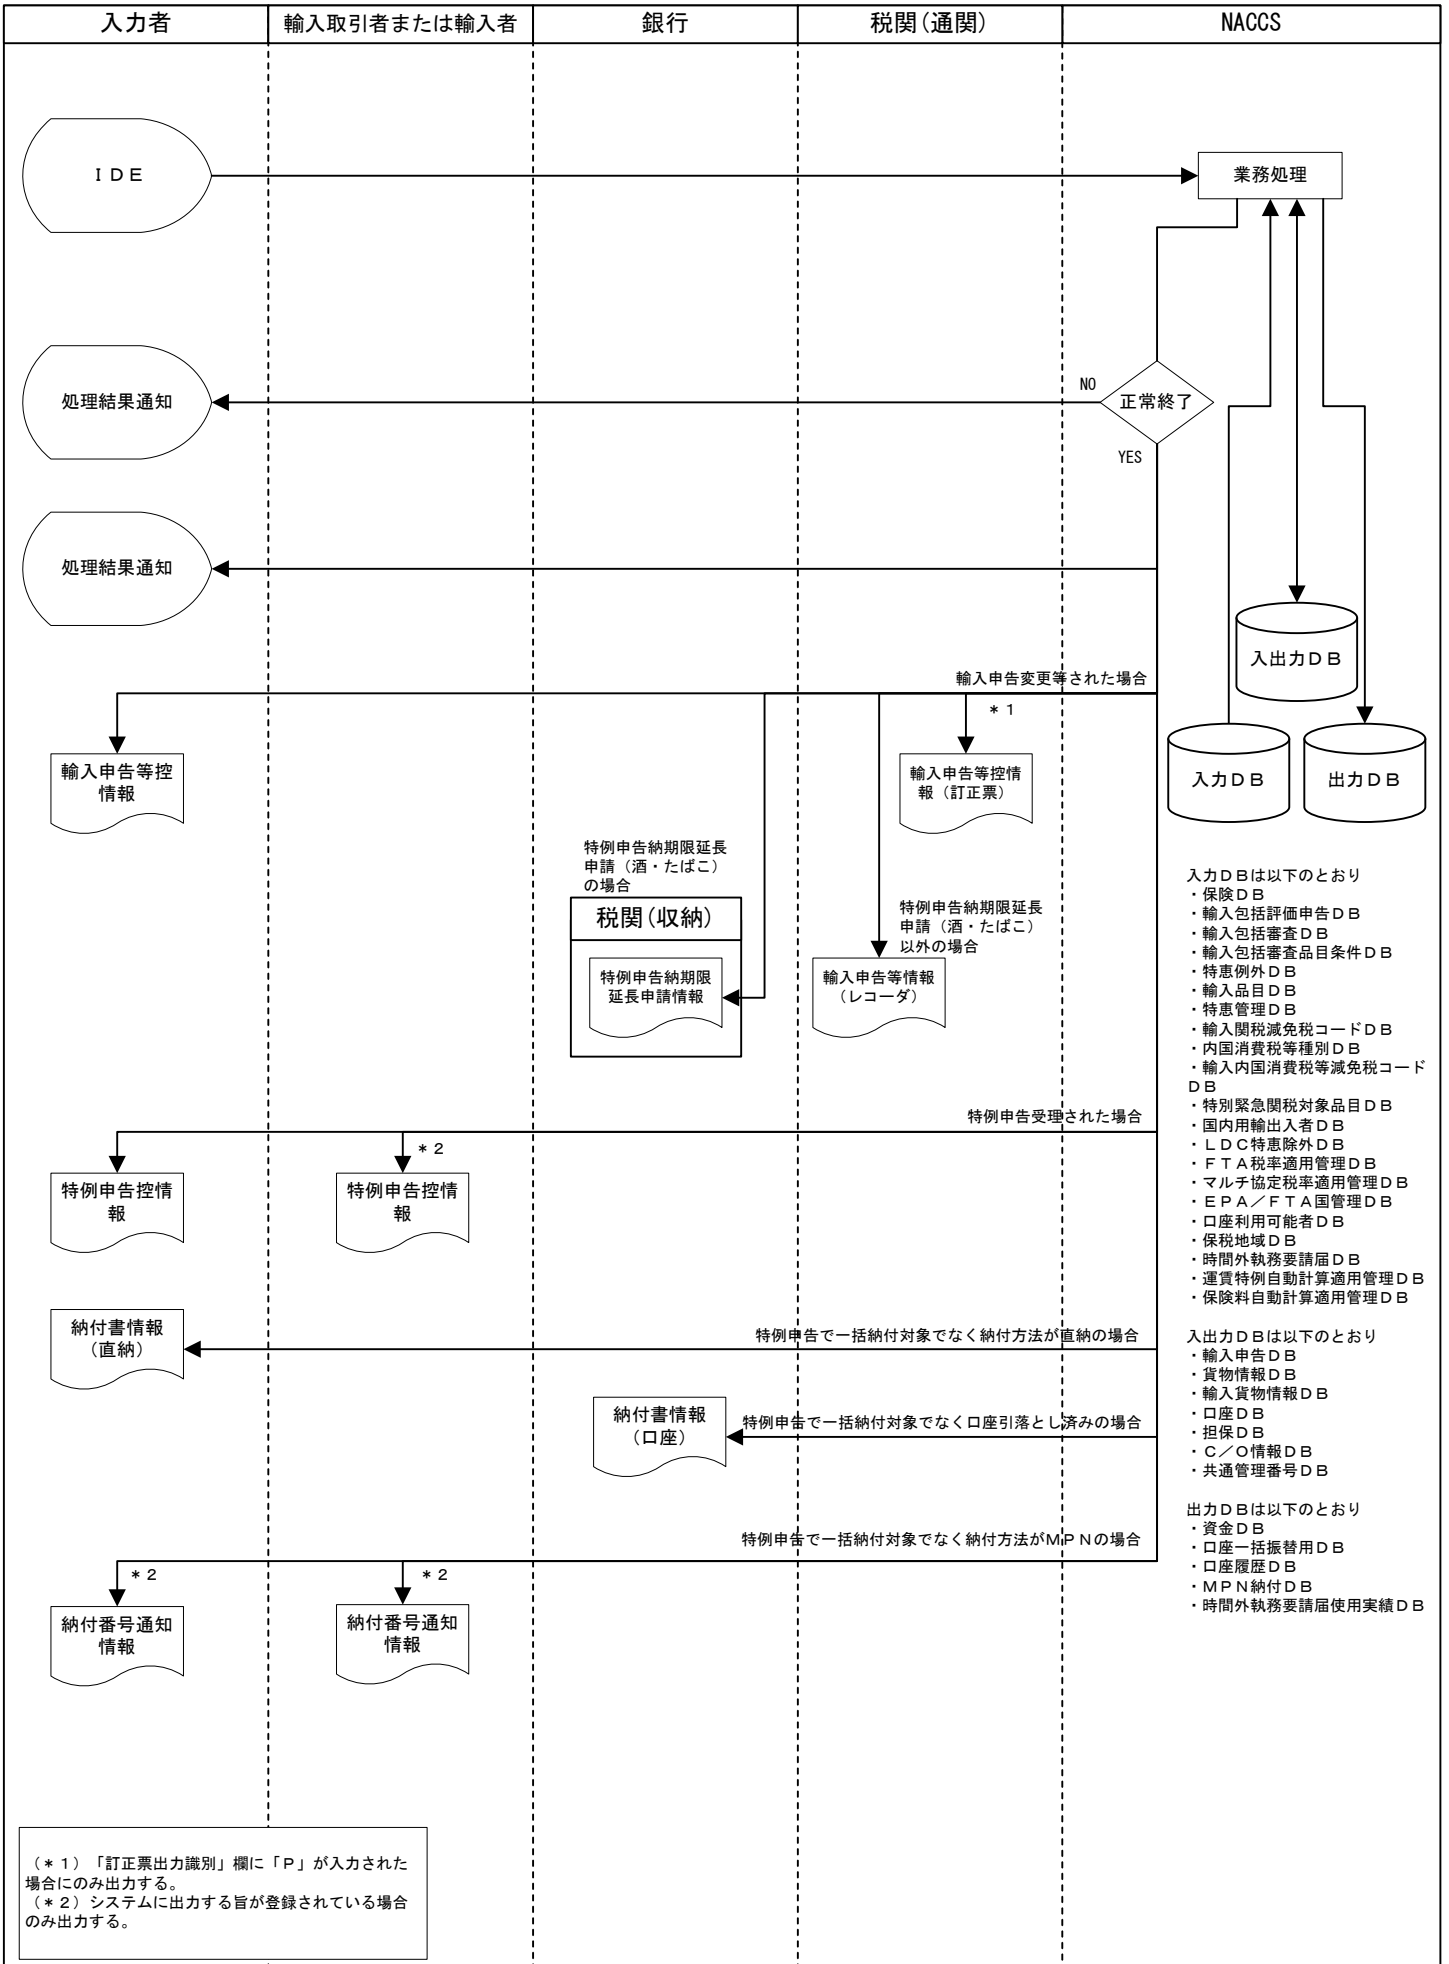 入力者
輸入取引者または輸入者
銀行
税関(通関)
NACCS
ＩＤＥ
業務処理
処理結果通知
NO
正常終了
YES
処理結果通知
入出力ＤＢ
輸入申告変更等された場合
＊１
輸入申告等控
情報
輸入申告等控情
報（訂正票）
入力ＤＢ
出力ＤＢ
特例申告納期限延長
申請（酒・たばこ）
の場合
税関(収納)
特例申告納期限
延長申請情報
特例申告納期限延長
申請（酒・たばこ）
以外の場合
輸入申告等情報
（レコーダ）
入力ＤＢは以下のとおり
・保険ＤＢ
・輸入包括評価申告ＤＢ
・輸入包括審査ＤＢ
・輸入包括審査品目条件ＤＢ
・特恵例外ＤＢ
・輸入品目ＤＢ
・特恵管理ＤＢ
・輸入関税減免税コードＤＢ
・内国消費税等種別ＤＢ
・輸入内国消費税等減免税コード
ＤＢ
・特別緊急関税対象品目ＤＢ
・国内用輸出入者ＤＢ
・ＬＤＣ特恵除外ＤＢ
・ＦＴＡ税率適用管理ＤＢ
・マルチ協定税率適用管理ＤＢ
・ＥＰＡ／ＦＴＡ国管理ＤＢ
・口座利用可能者ＤＢ
・保税地域ＤＢ
・時間外執務要請届ＤＢ
・運賃特例自動計算適用管理ＤＢ
・保険料自動計算適用管理ＤＢ
入出力ＤＢは以下のとおり
・輸入申告ＤＢ
・貨物情報ＤＢ
・輸入貨物情報ＤＢ
・口座ＤＢ
・担保ＤＢ
・Ｃ／Ｏ情報ＤＢ
・共通管理番号ＤＢ
出力ＤＢは以下のとおり
・資金ＤＢ
・口座一括振替用ＤＢ
・口座履歴ＤＢ
・ＭＰＮ納付ＤＢ
・時間外執務要請届使用実績ＤＢ
特例申告受理された場合
＊２
特例申告控情
報
特例申告控情
報
納付書情報
（直納）
特例申告で一括納付対象でなく納付方法が直納の場合
納付書情報
（口座）
特例申告で一括納付対象でなく口座引落とし済みの場合
特例申告で一括納付対象でなく納付方法がＭＰＮの場合
＊２
＊２
納付番号通知
情報
納付番号通知
情報
（＊１）「訂正票出力識別」欄に「Ｐ」が入力された
場合にのみ出力する。
（＊２）システムに出力する旨が登録されている場合
のみ出力する。